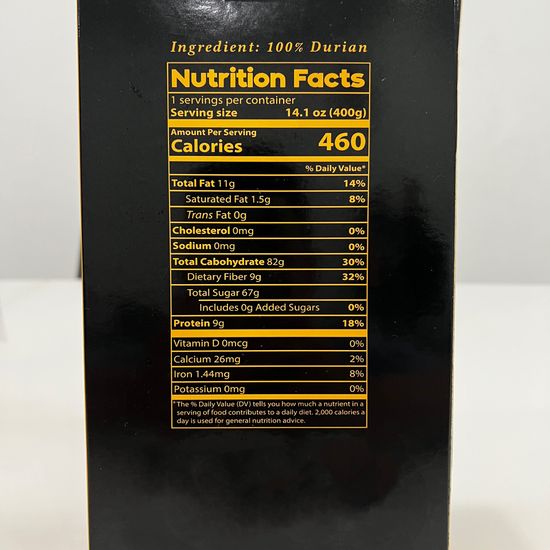 Ingredient: 100% Durian
Nutrition Facts
1 servings per container
Serving size 14.1 oz (400g)
Amount Per Serving
Calories 460
% Daily Value*
Total Fat 11g 14%
Saturated Fat 1.5g 8%
Trans Fat 0g
Cholesterol 0mg 0%
Sodium 0mg 0%
Total Cabohydrate 82g 30%
Dietary Fiber 9g 32%
Total Sugar 67g
Includes 0g Added Sugars 0%
Protein 9g 18%
Vitamin D 0mcg 0%
Calcium 26mg 2%
Iron 1.44mg 8%
Potassium 0mg 0%
*The % Daily Value (DV) tells you how much a nutrient in a
serving of food contributes to a daily diet. 2,000 calories a
day is used for general nutrition advice.